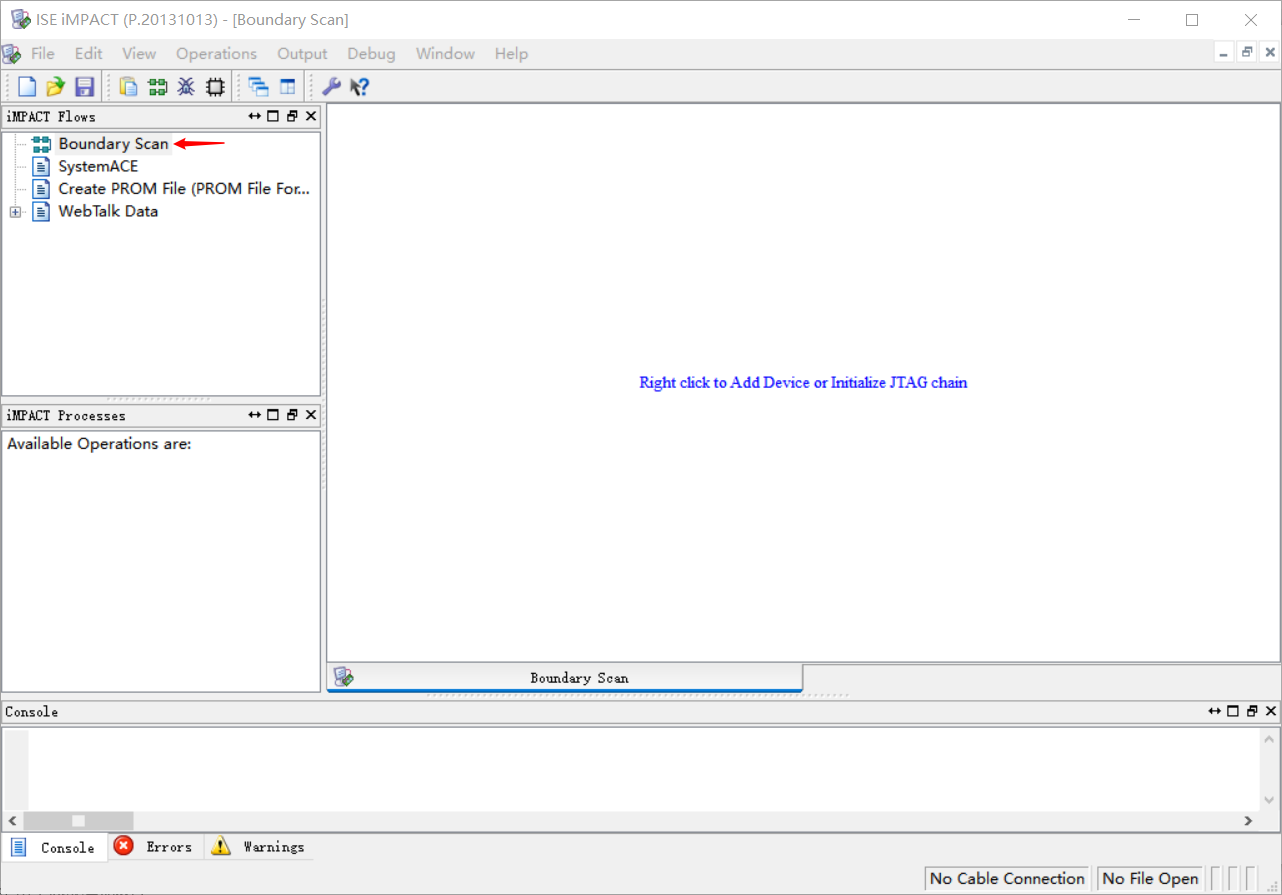 ISE iMPACT (P.20131013) - [Boundary Scan]
File Edit View Operations Output Debug Window Help
iMPACT Flows
Boundary Scan
SystemACE
Create PROM File (PROM File For...
WebTalk Data
Right click to Add Device or Initialize JTAG chain
iMPACT Processes
Available Operations are:
Boundary Scan
Console
Console Errors Warnings
No Cable Connection No File Open